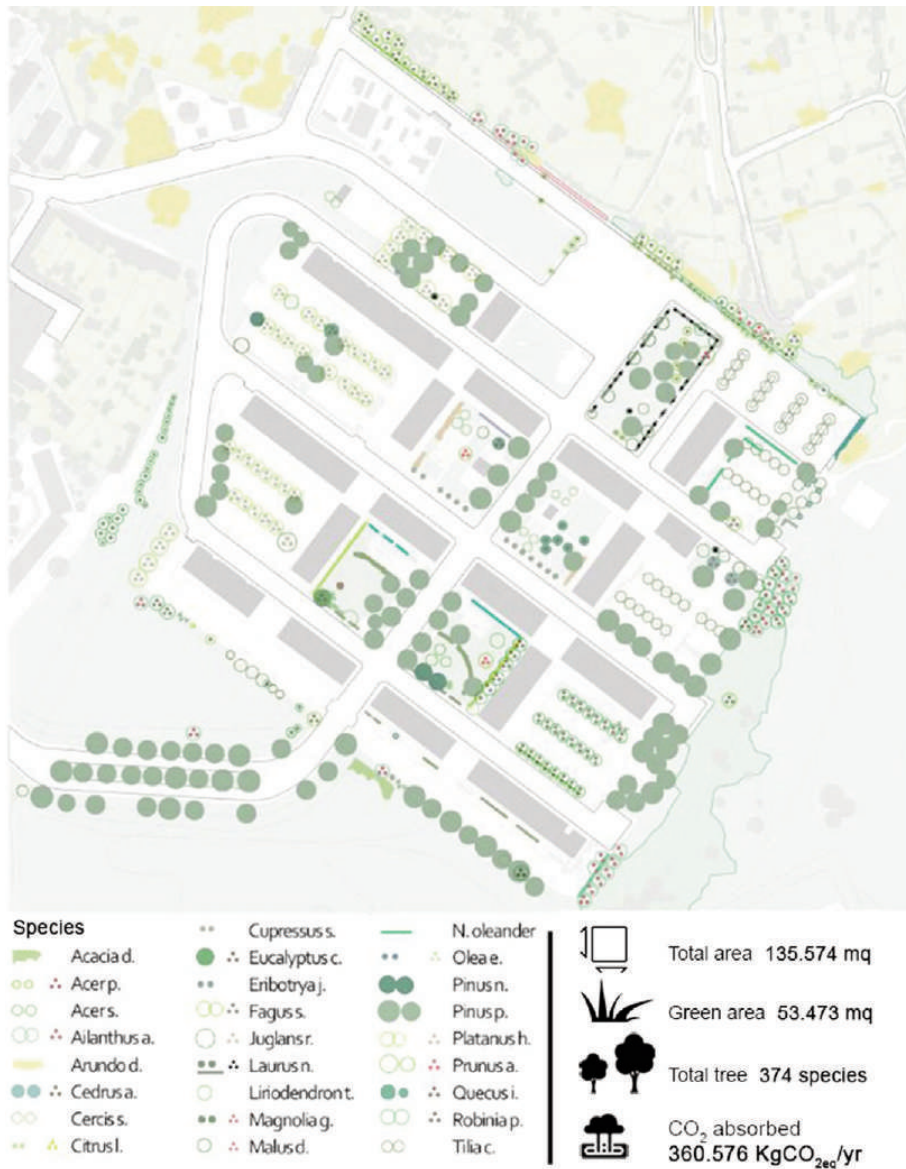 Species
Acacia d.
Acer p.
Acer s.
Ailanthus a.
Arundo d.
Cedrus a.
Cercis s.
Citrus l.
Cupressus s.
Eucalyptus c.
Eribotrya j.
Fagus s.
Juglans r.
Laurus n.
Liriodendron t.
Magnolia g.
Malus d.
N. oleander
Olea e.
Pinus n.
Pinus p.
Platanus h.
Prunus a.
Quecus i.
Robinia p.
Tilia c.
Total area 135.574 mq
Green area 53.473 mq
Total tree 374 species
CO₂ absorbed
360.576 KgCO₂eq/yr